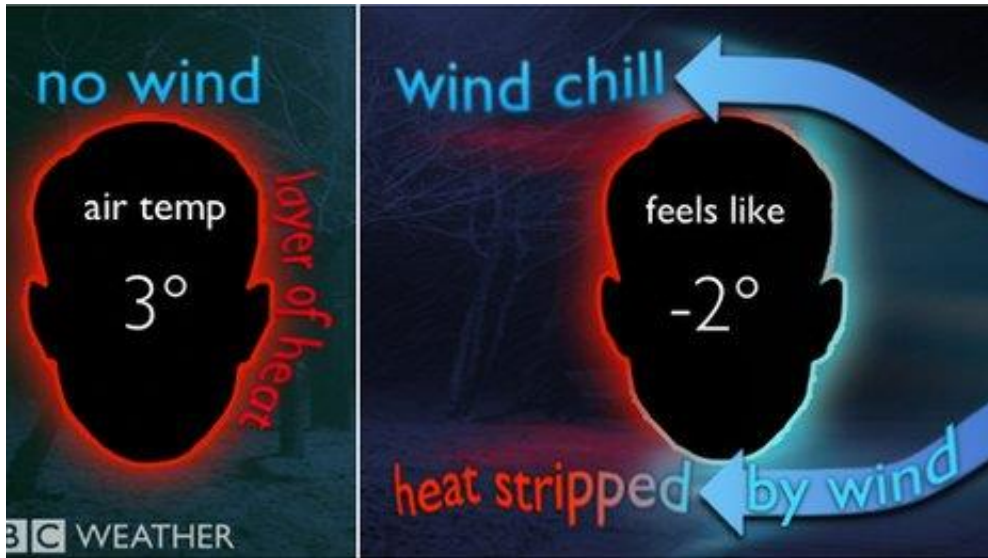 no wind
air temp
3°
layer of heat
BBC WEATHER
wind chill
feels like
-2°
heat stripped by wind